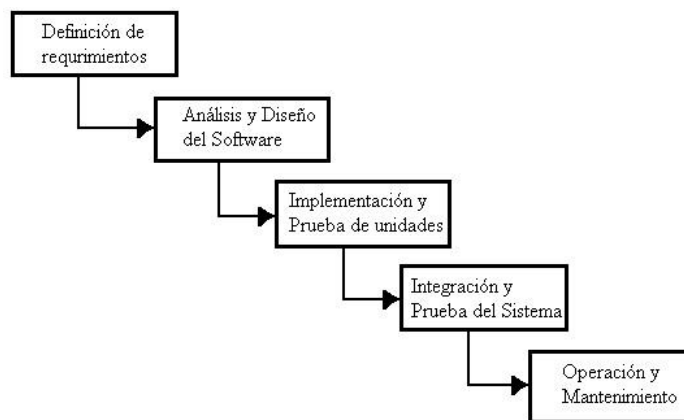 Definición de
requrimientos
Análisis y Diseño
del Software
Implementación y
Prueba de unidades
Integración y
Prueba del Sistema
Operación y
Mantenimiento